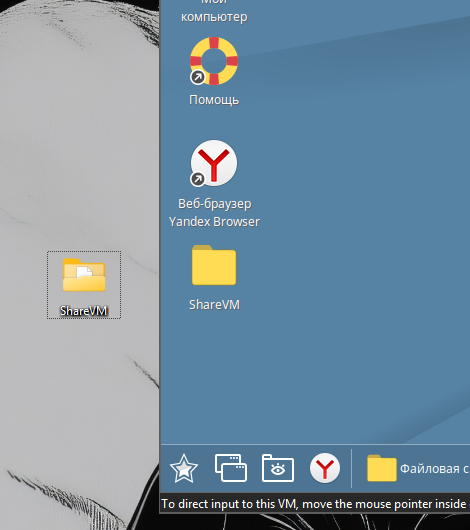 Мой
компьютер
Помощь
Веб-браузер
Yandex Browser
ShareVM
ShareVM
Файловая с
To direct input to this VM, move the mouse pointer inside